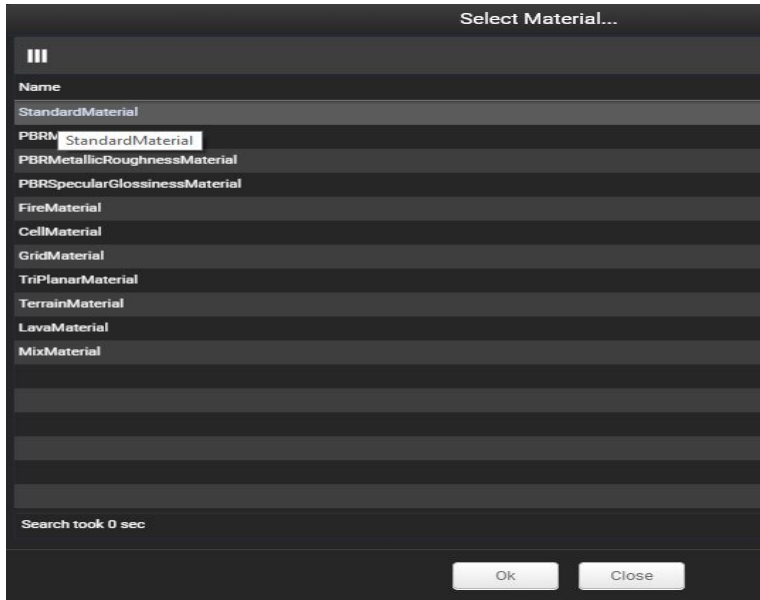 Select Material...
Name
StandardMaterial
PBRM
StandardMaterial
PBRMetallicRoughnessMaterial
PBRSpecularGlossinessMaterial
FireMaterial
CellMaterial
GridMaterial
TriPlanarMaterial
TerrainMaterial
LavaMaterial
MixMaterial
Search took 0 sec
Ok Close